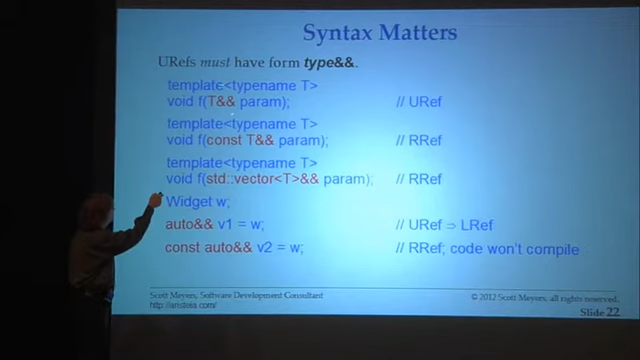 Syntax Matters
URefs must have form type&&.
template<typename T>
void f(T&& param); // URef
template<typename T>
void f(const T&& param); // RRef
template<typename T>
void f(std::vector<T>&& param); // RRef
Widget w;
auto&& v1 = w; // URef ⇒ LRef
const auto&& v2 = w; // RRef; code won't compile
Scott Meyers, Software Development Consultant © 2012 Scott Meyers, all rights reserved.
http://aristeia.com/
Slide 22